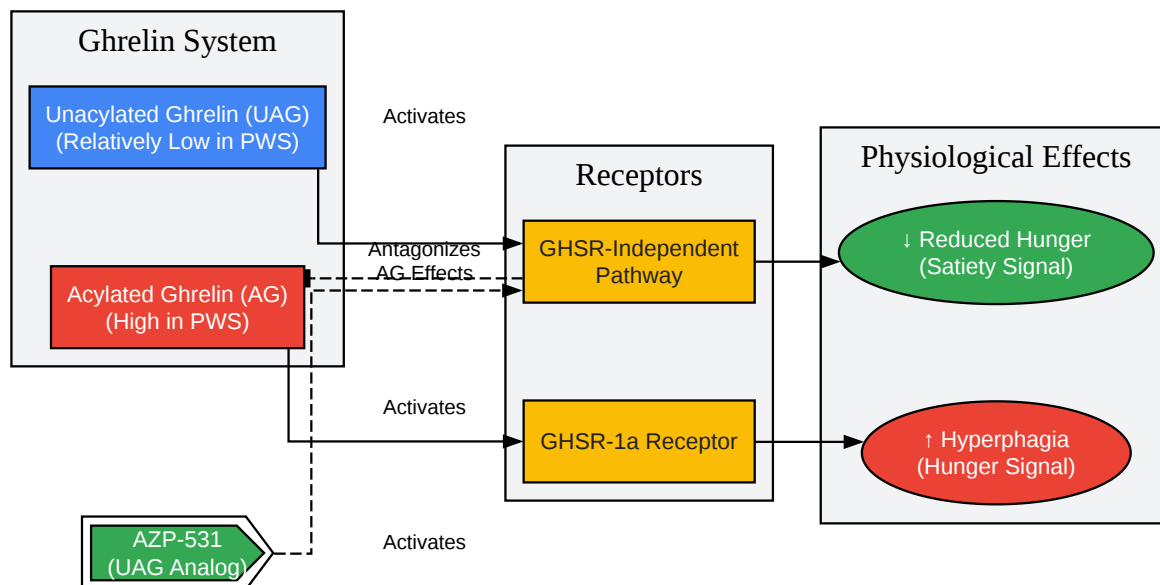 Ghrelin System
Unacylated Ghrelin (UAG)
(Relatively Low in PWS)
Acylated Ghrelin (AG)
(High in PWS)
AZP-531
(UAG Analog)
Activates
Antagonizes
AG Effects
Activates
Activates
Receptors
GHSR-Independent
Pathway
GHSR-1a Receptor
Physiological Effects
↓ Reduced Hunger
(Satiety Signal)
↑ Hyperphagia
(Hunger Signal)